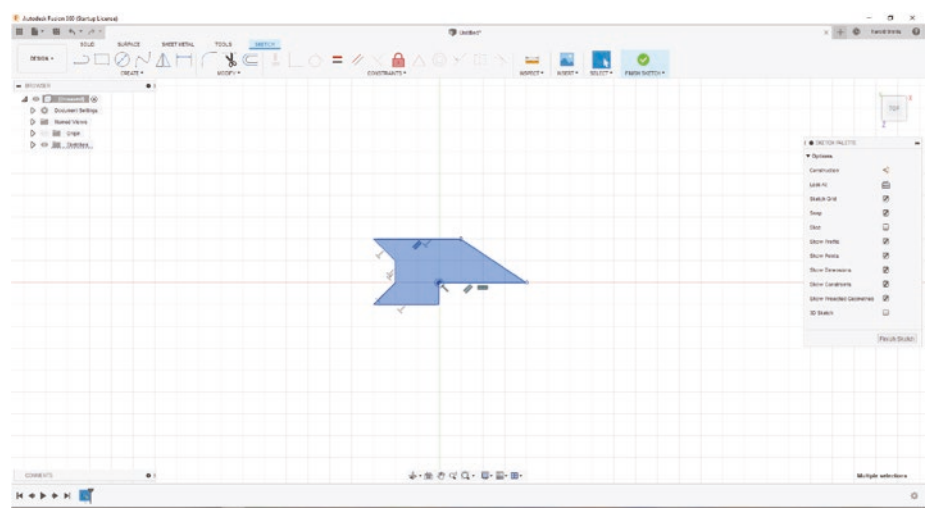 Autodesk Fusion 360 (Startup License)
Untitled*
SOLID SURFACE SHEET METAL TOOLS SKETCH
DESIGN
CREATE MODIFY CONSTRAINTS INSPECT INSERT SELECT FINISH SKETCH
BROWSER
(Unsaved)
Document Settings
Named Views
Origin
Sketches
TOP
SKETCH PALETTE
Options
Construction
Look At
Sketch Grid
Snap
Slice
Show Profile
Show Points
Show Dimensions
Show Constraints
Show Projected Geometries
3D Sketch
Finish Sketch
COMMENTS
Multiple selections